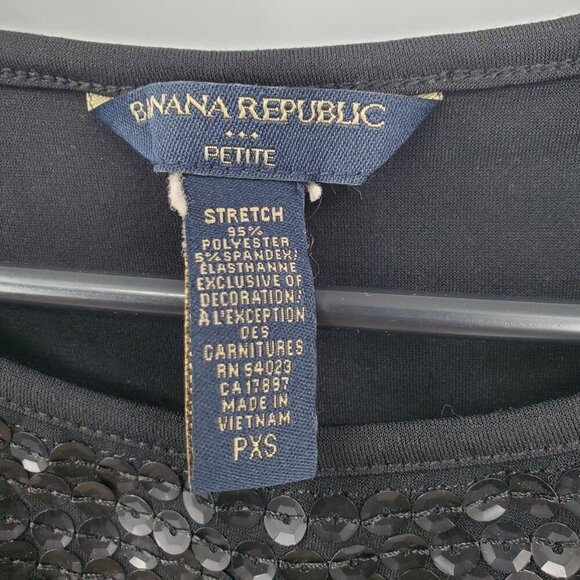 BANANA REPUBLIC
PETITE
STRETCH
95%
POLYESTER
5% SPANDEX/
ELASTHANNE
EXCLUSIVE OF
DECORATION/
À L'EXCEPTION
DES
GARNITURES
RN 54023
CA 17897
MADE IN
VIETNAM
PXS